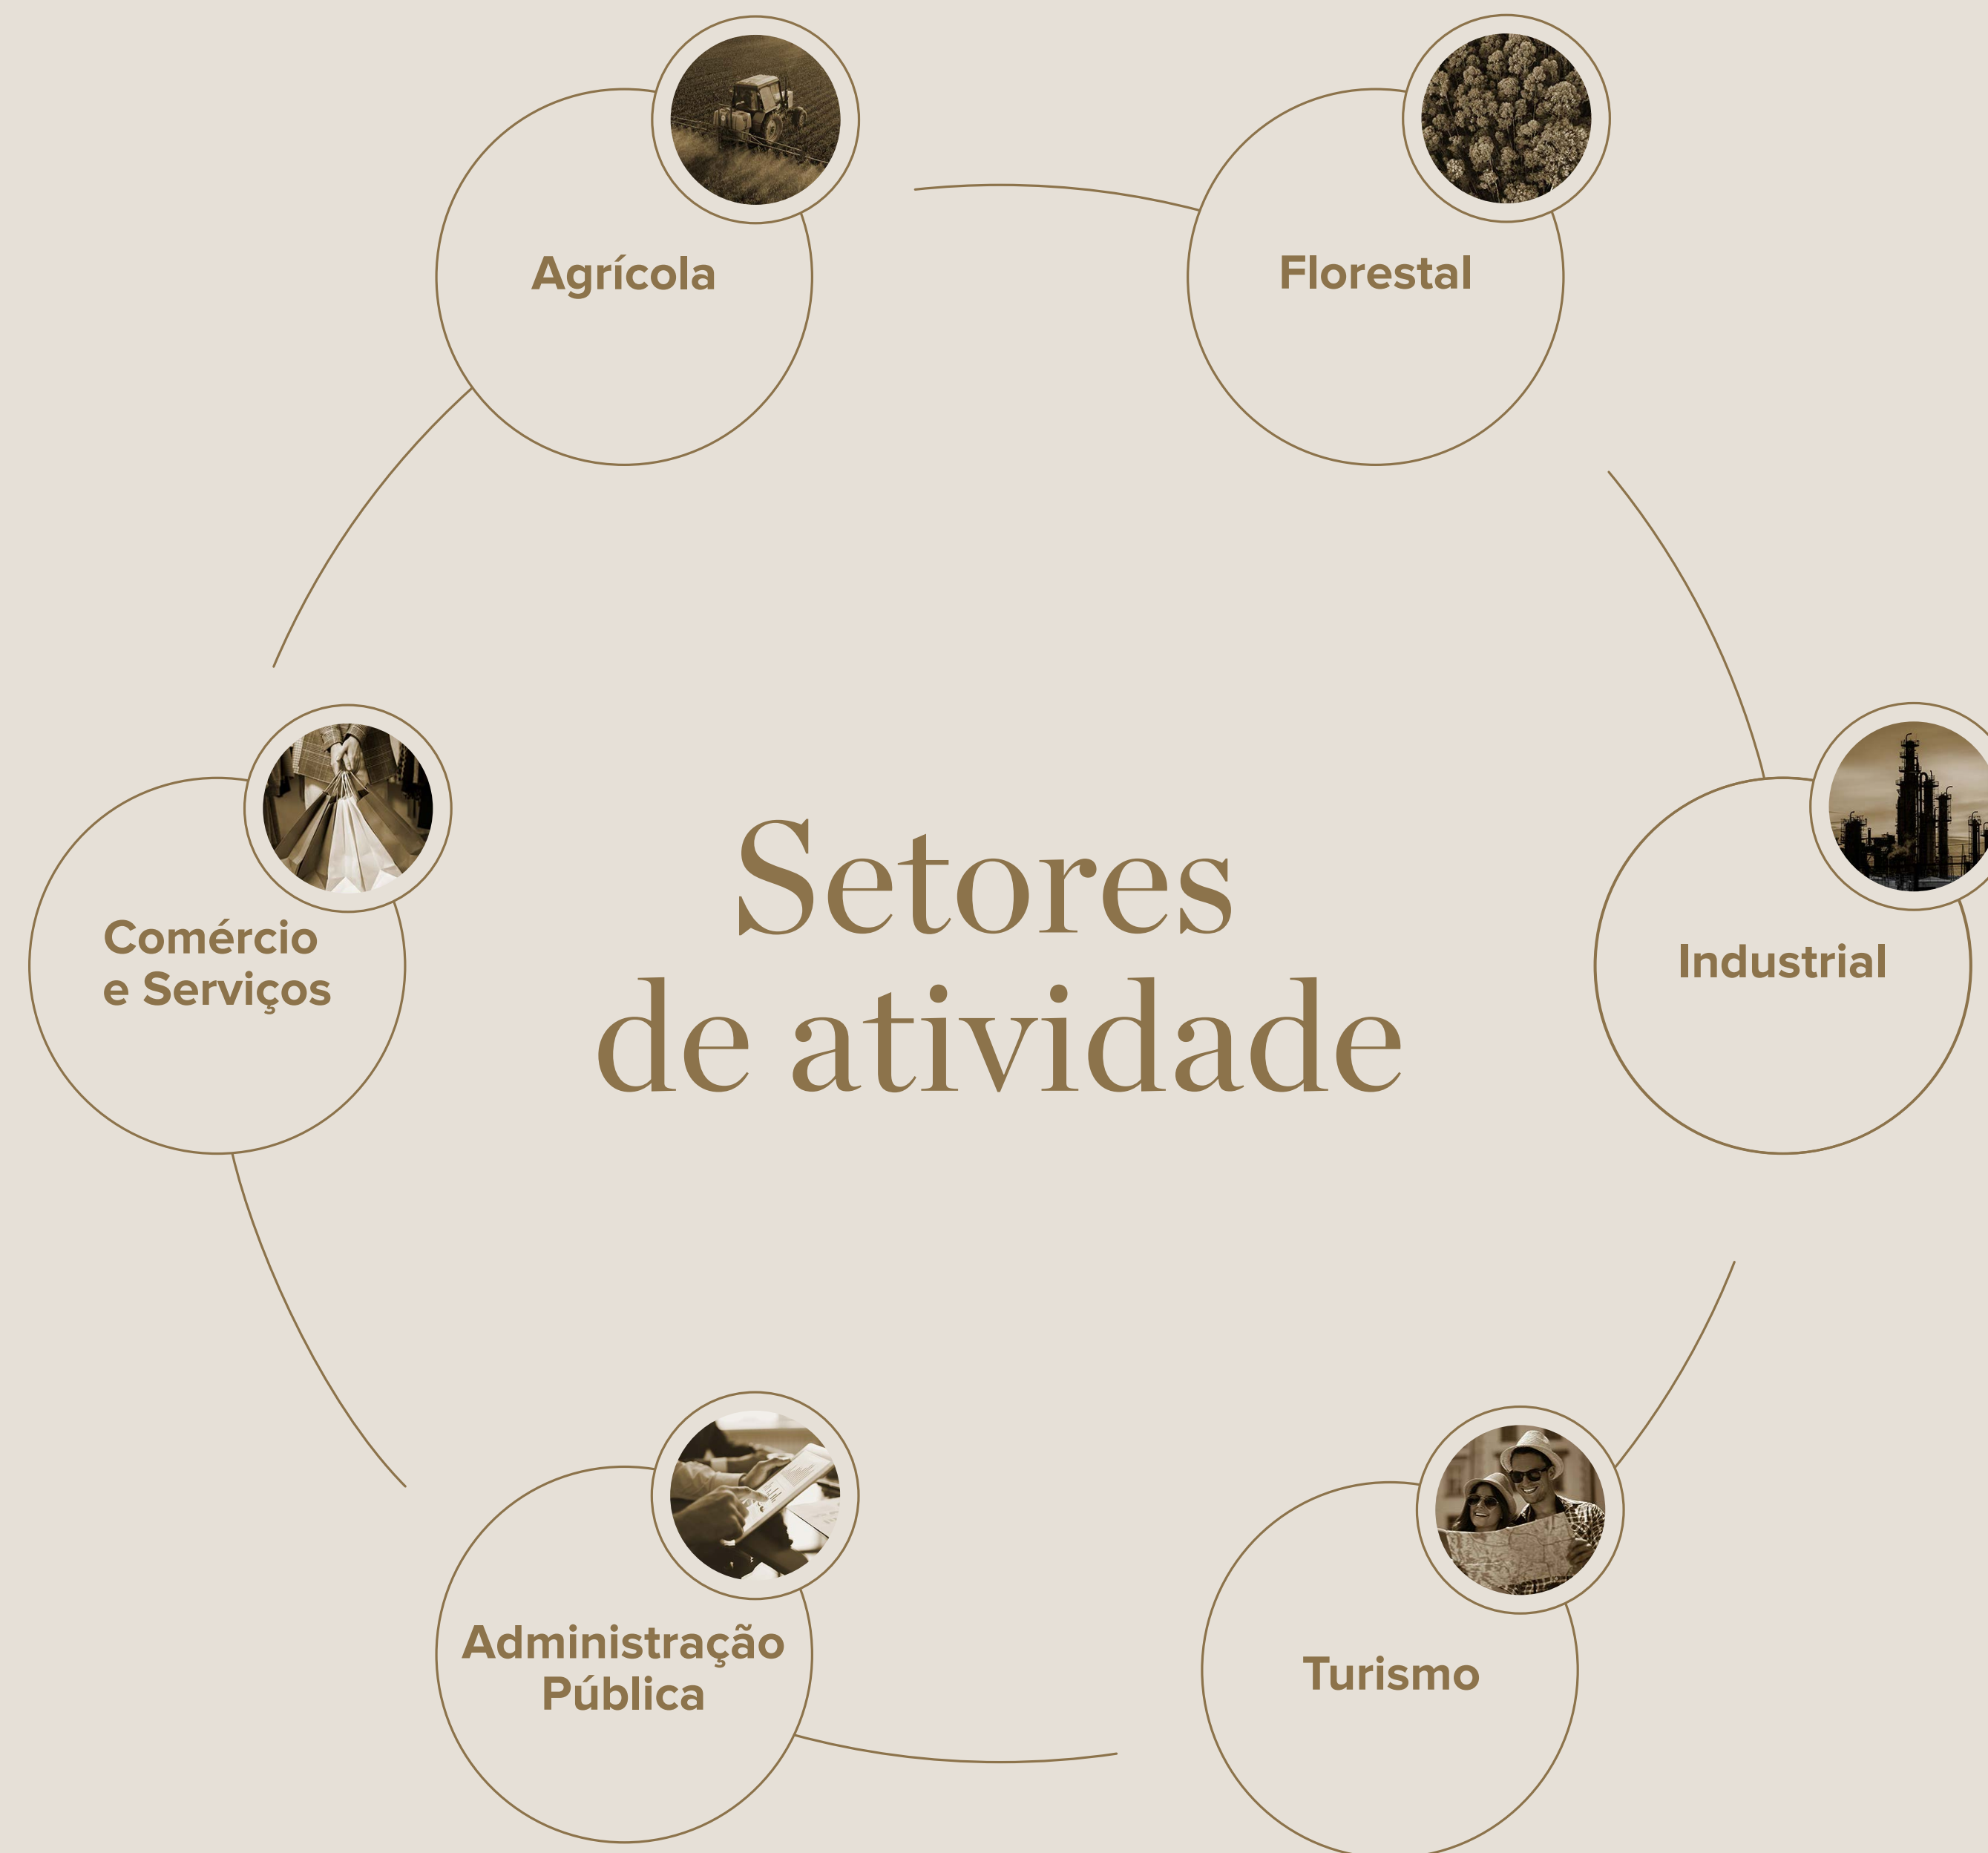 Agrícola
Florestal
Comércio
e Serviços
Setores
de atividade
Industrial
Administração
Pública
Turismo